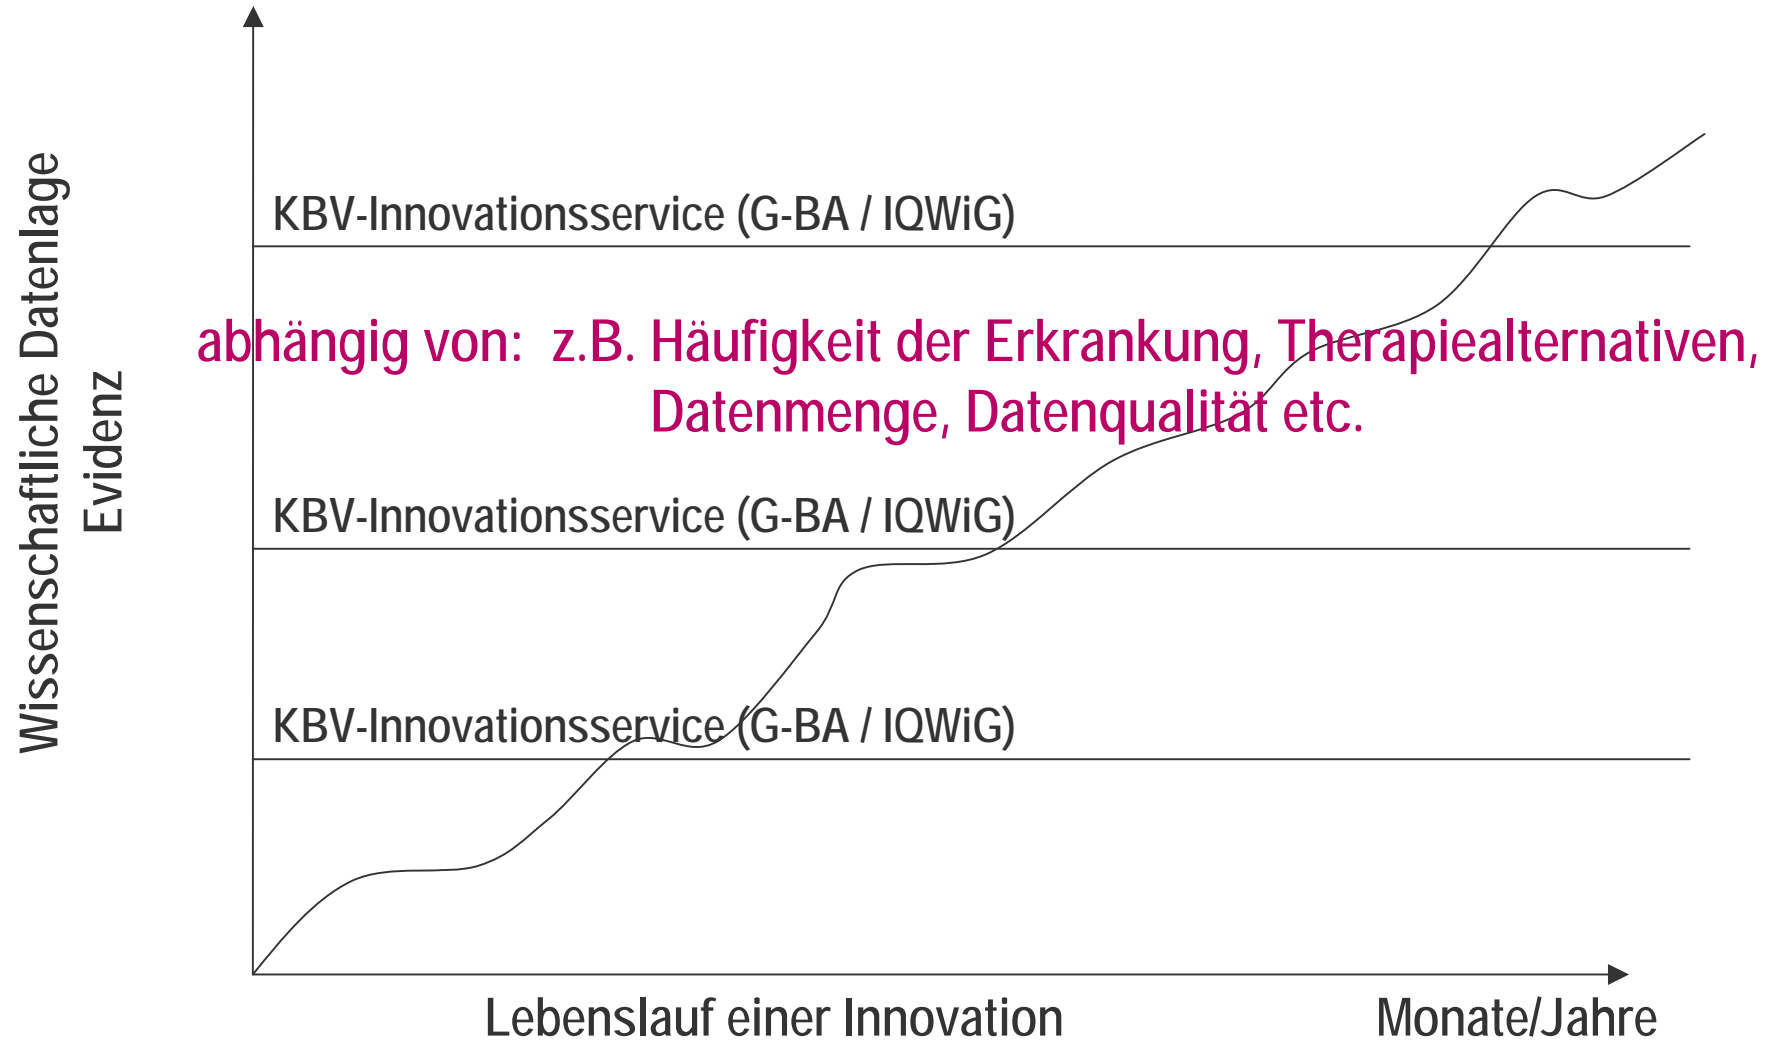 Wissenschaftliche Datenlage
Evidenz
KBV-Innovationsservice (G-BA / IQWiG)
abhängig von: z.B. Häufigkeit der Erkrankung, Therapiealternativen,
Datenmenge, Datenqualität etc.
KBV-Innovationsservice (G-BA / IQWiG)
KBV-Innovationsservice (G-BA / IQWiG)
Lebenslauf einer Innovation
Monate/Jahre